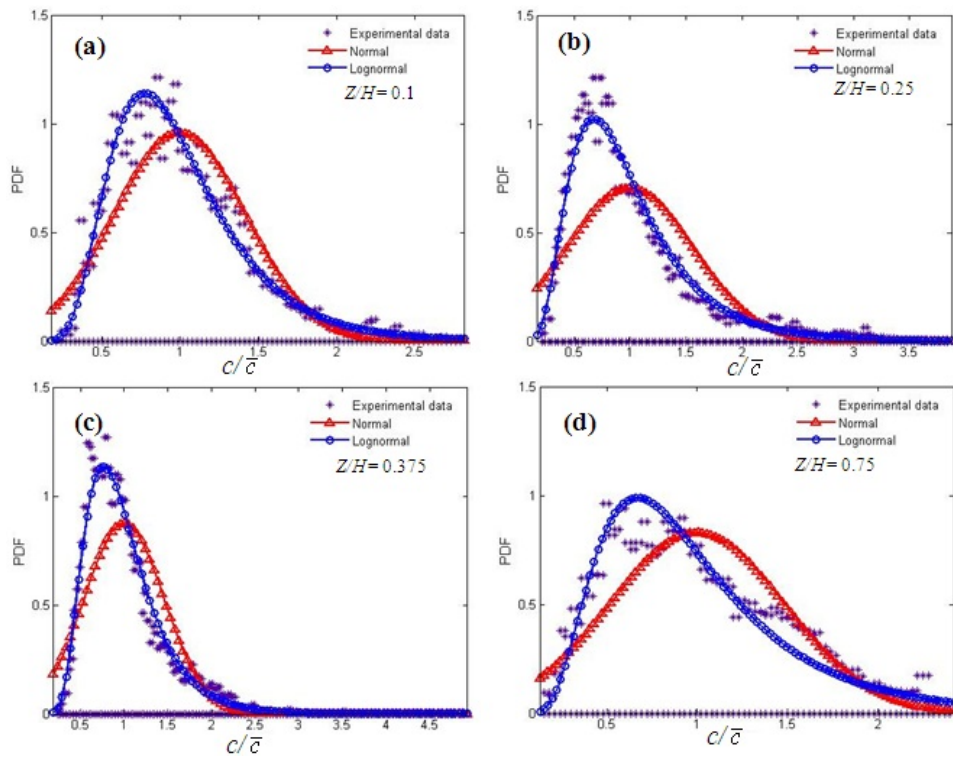 (a)
1.5
1
0.5
0
PDF
Experimental data
Normal
Lognormal
Z/H= 0.1
0.5 1 1.5 2 2.5
C/c̅
(b)
1.5
1
0.5
0
PDF
Experimental data
Normal
Lognormal
Z/H= 0.25
0.5 1 1.5 2 2.5 3 3.5
C/c̅
(c)
1.5
1
0.5
0
PDF
Experimental data
Normal
Lognormal
Z/H= 0.375
0.5 1 1.5 2 2.5 3 3.5 4 4.5
C/c̅
(d)
1.5
1
0.5
0
PDF
Experimental data
Normal
Lognormal
Z/H= 0.75
0.5 1 1.5 2
C/c̅